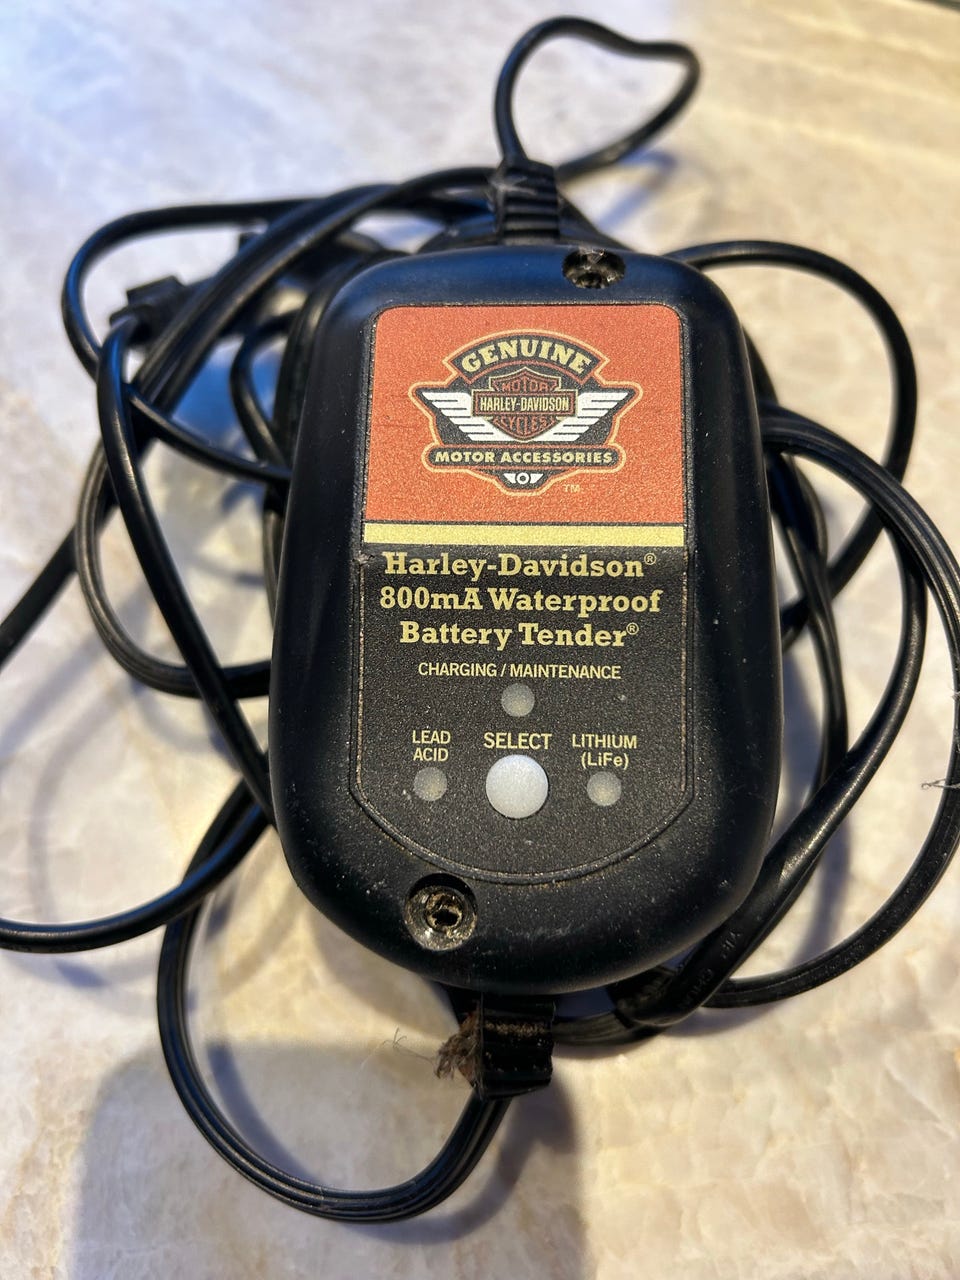 GENUINE
MOTOR
HARLEY-DAVIDSON
CYCLES
MOTOR ACCESSORIES
TM
Harley-Davidson®
800mA Waterproof
Battery Tender®
CHARGING / MAINTENANCE
LEAD
ACID
SELECT
LITHIUM
(LiFe)